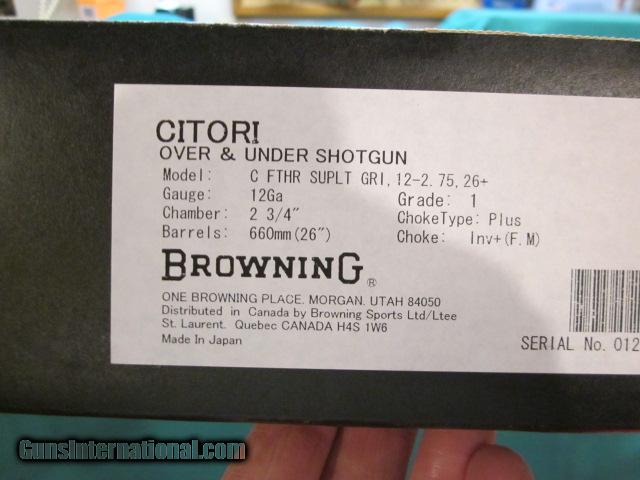 CITORI
OVER & UNDER SHOTGUN
Model: C FTHR SUPLT GRI,12-2.75,26+
Gauge: 12Ga Grade: 1
Chamber: 2 3/4" ChokeType: Plus
Barrels: 660mm(26") Choke: Inv+(F.M)
BROWNING®
ONE BROWNING PLACE. MORGAN. UTAH 84050
Distributed in Canada by Browning Sports Ltd/Ltee
St. Laurent. Quebec CANADA H4S 1W6
Made In Japan
SERIAL No. 012
GunsInternational.com